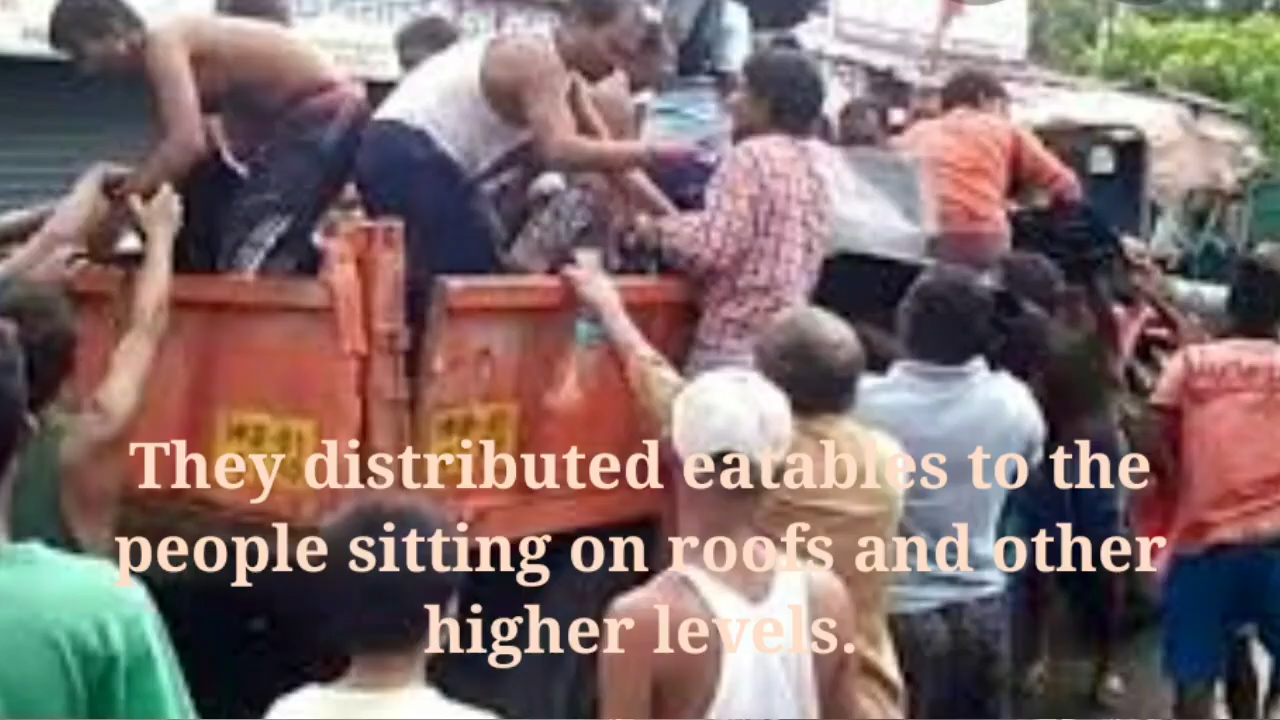 They distributed eatables to the
people sitting on roofs and other
higher levels.